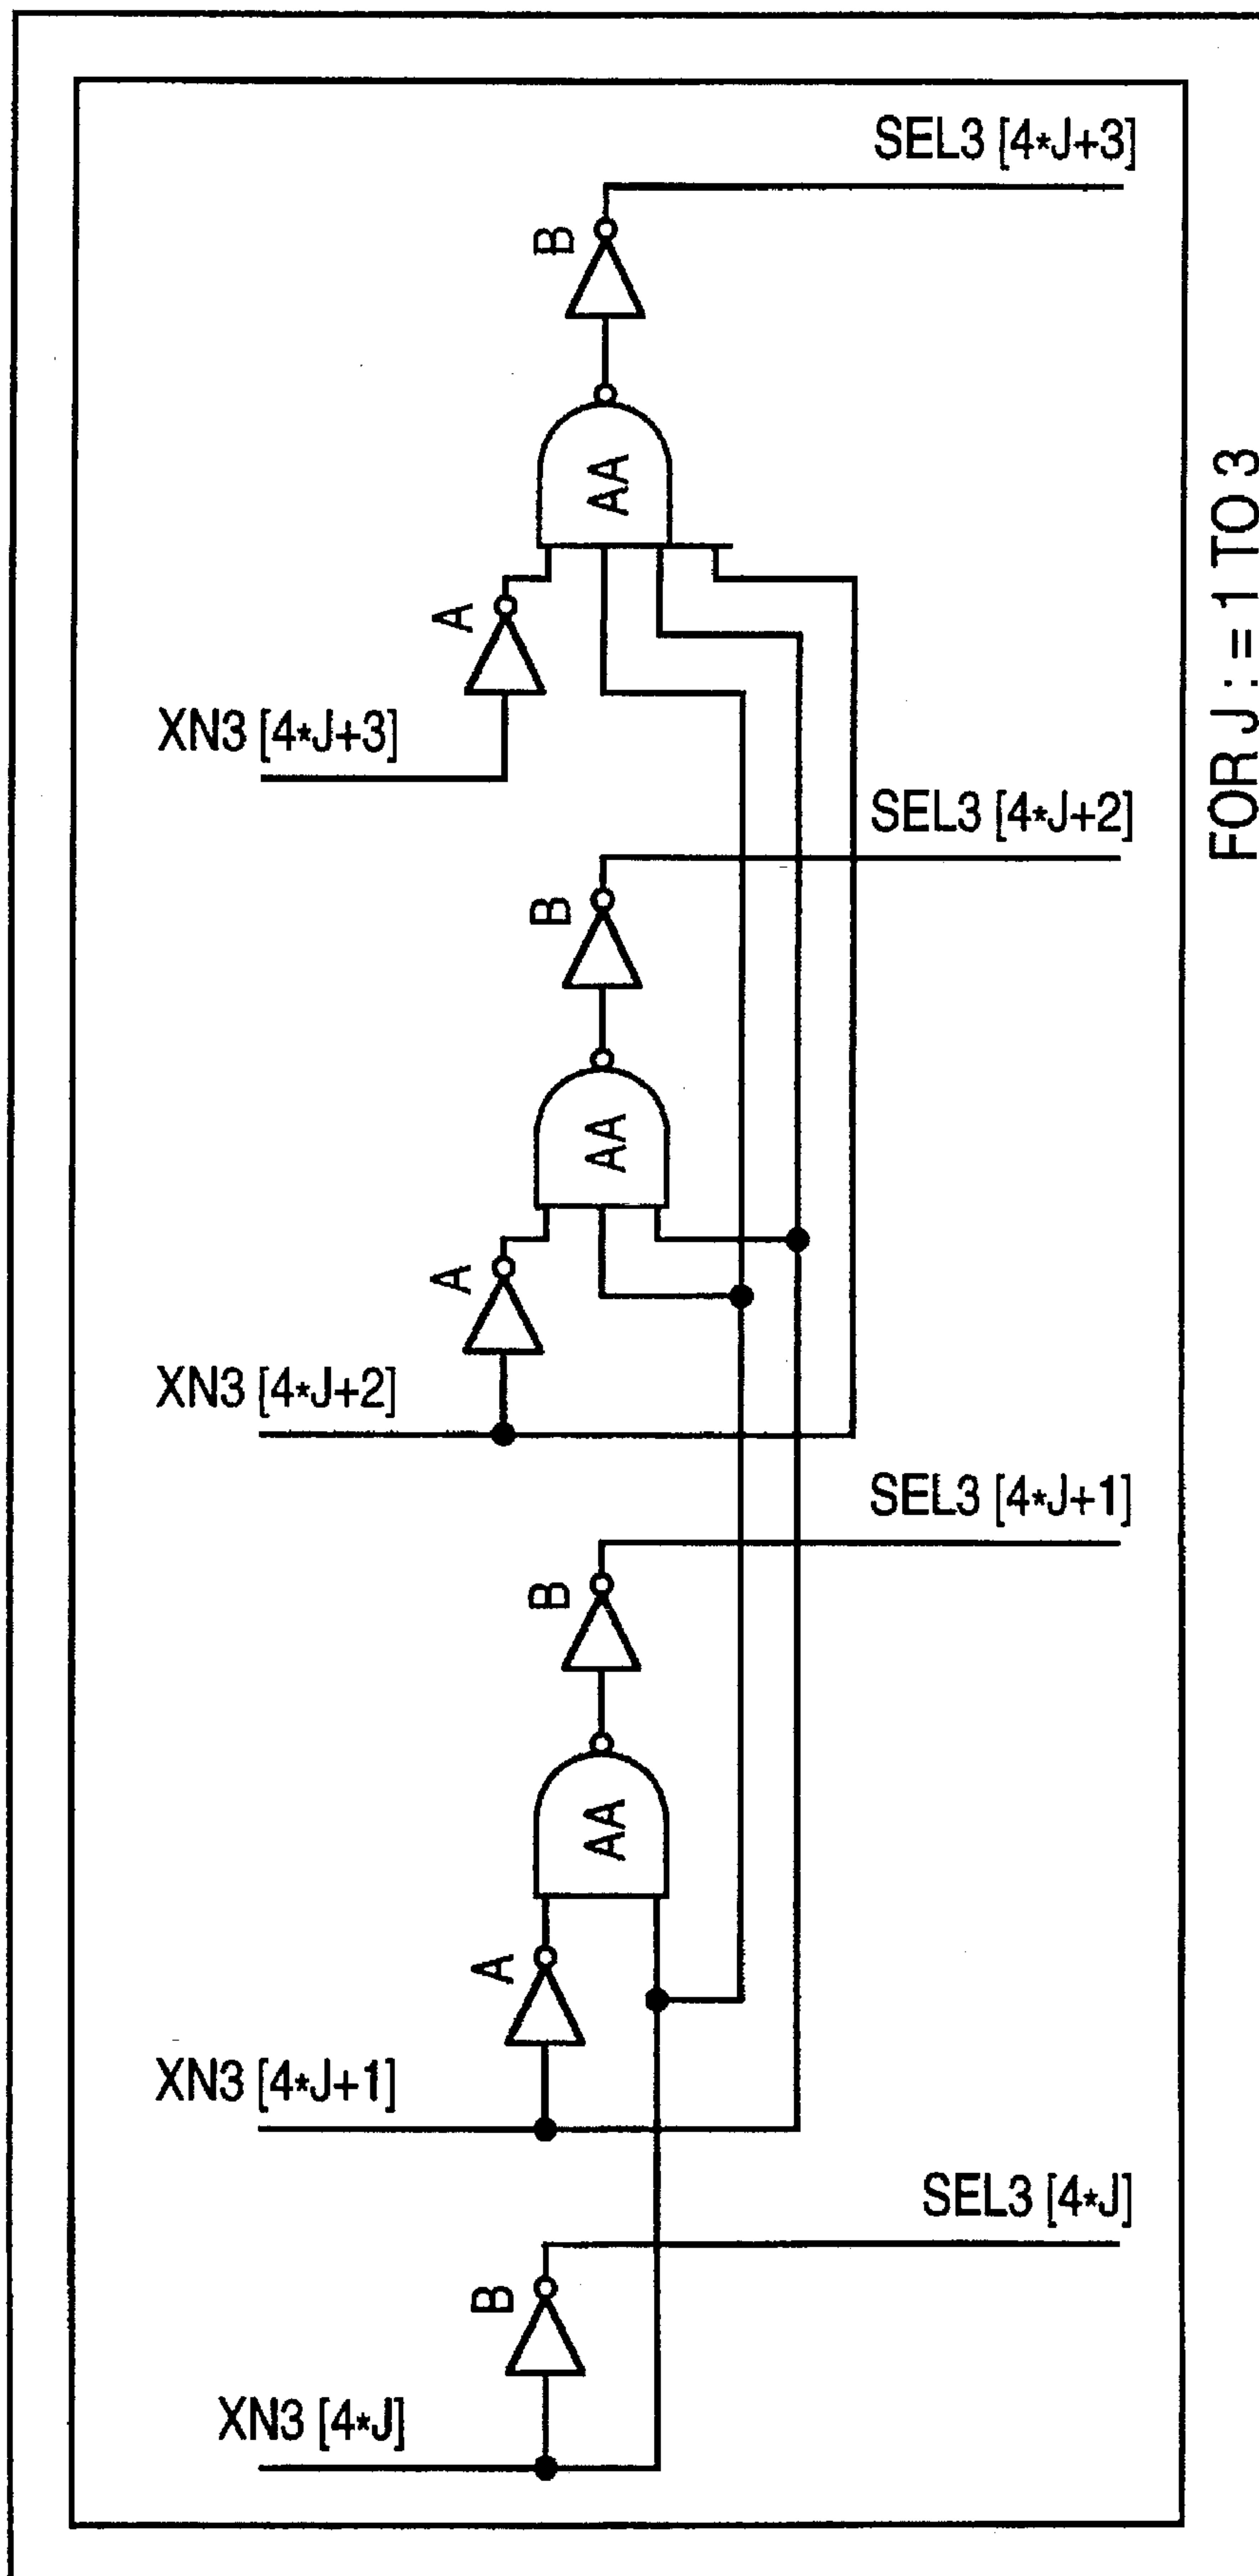 SEL3 [4*J+3]
B
AA
A
XN3 [4*J+3]
SEL3 [4*J+2]
B
AA
A
XN3 [4*J+2]
SEL3 [4*J+1]
B
AA
A
XN3 [4*J+1]
SEL3 [4*J]
B
XN3 [4*J]
FOR J : = 1 TO 3